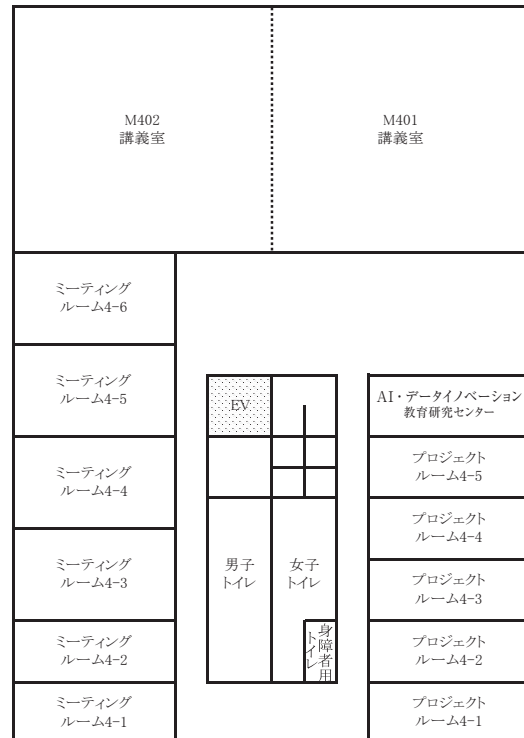 M402
講義室
M401
講義室
ミーティング
ルーム4-6
ミーティング
ルーム4-5
ミーティング
ルーム4-4
ミーティング
ルーム4-3
ミーティング
ルーム4-2
ミーティング
ルーム4-1
EV
男子
トイレ
女子
トイレ
身障者用
トイレ
AI・データイノベーション
教育研究センター
プロジェクト
ルーム4-5
プロジェクト
ルーム4-4
プロジェクト
ルーム4-3
プロジェクト
ルーム4-2
プロジェクト
ルーム4-1